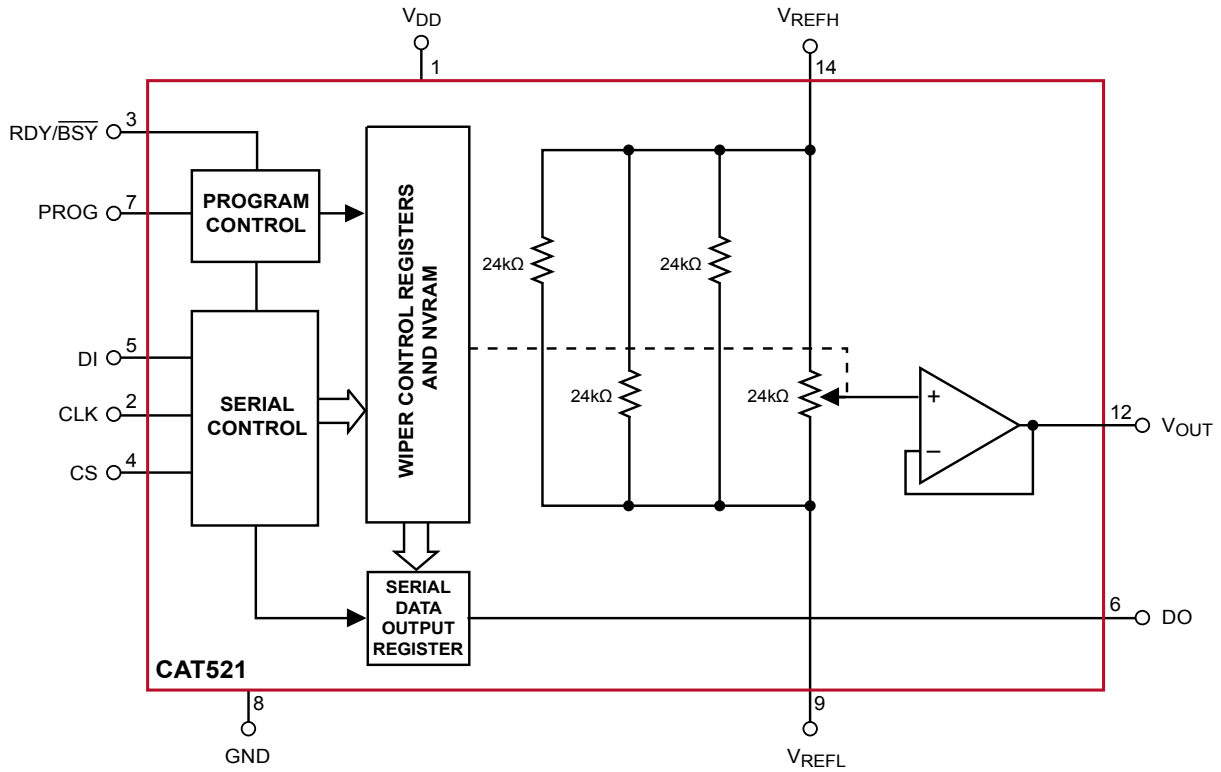 VDD
1
VREFH
14
RDY/BSY
3
PROG
7
PROGRAM
CONTROL
WIPER CONTROL REGISTERS
AND NVRAM
24kΩ
24kΩ
DI
5
CLK
2
CS
4
SERIAL
CONTROL
24kΩ
24kΩ
+
–
12
VOUT
SERIAL
DATA
OUTPUT
REGISTER
6
DO
CAT521
8
GND
9
VREFL